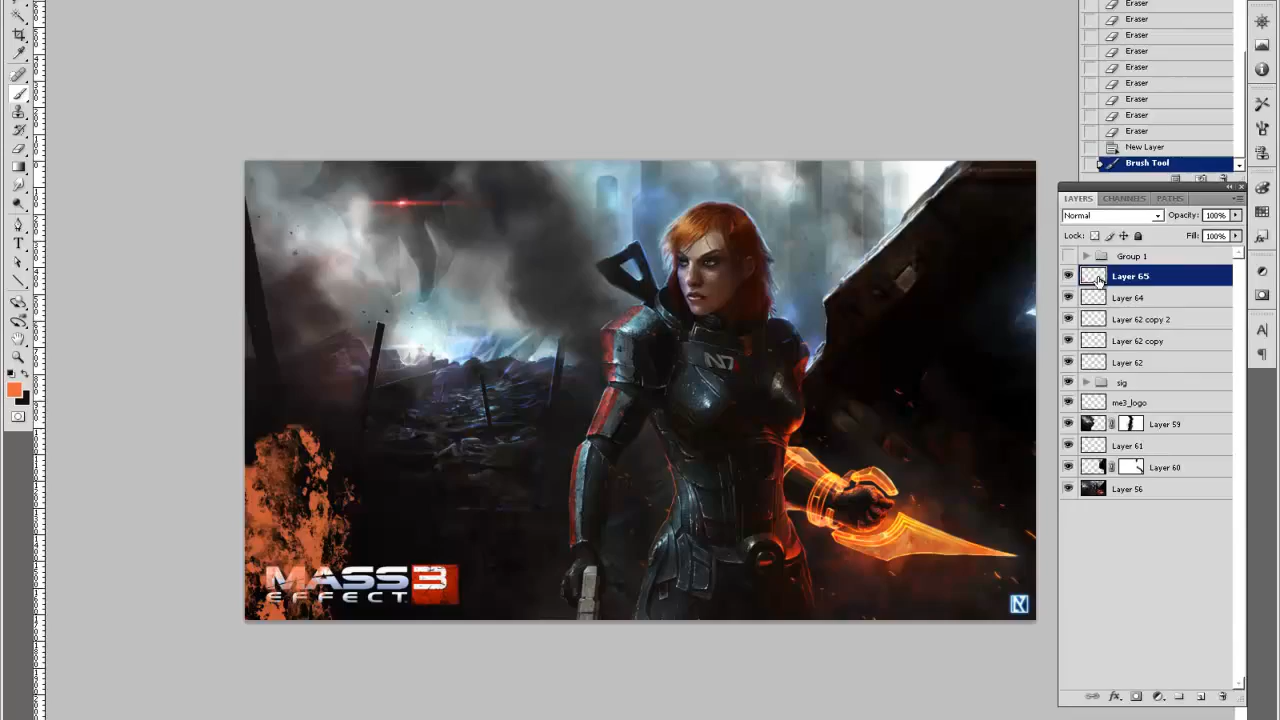 Eraser
Eraser
Eraser
Eraser
Eraser
Eraser
Eraser
Eraser
Eraser
New Layer
Brush Tool
LAYERS CHANNELS PATHS
Normal Opacity: 100%
Lock: Fill: 100%
Group 1
Layer 65
Layer 64
Layer 62 copy 2
Layer 62 copy
Layer 62
sig
me3_logo
Layer 59
Layer 61
Layer 60
Layer 56
N7
MASS 3
EFFECT